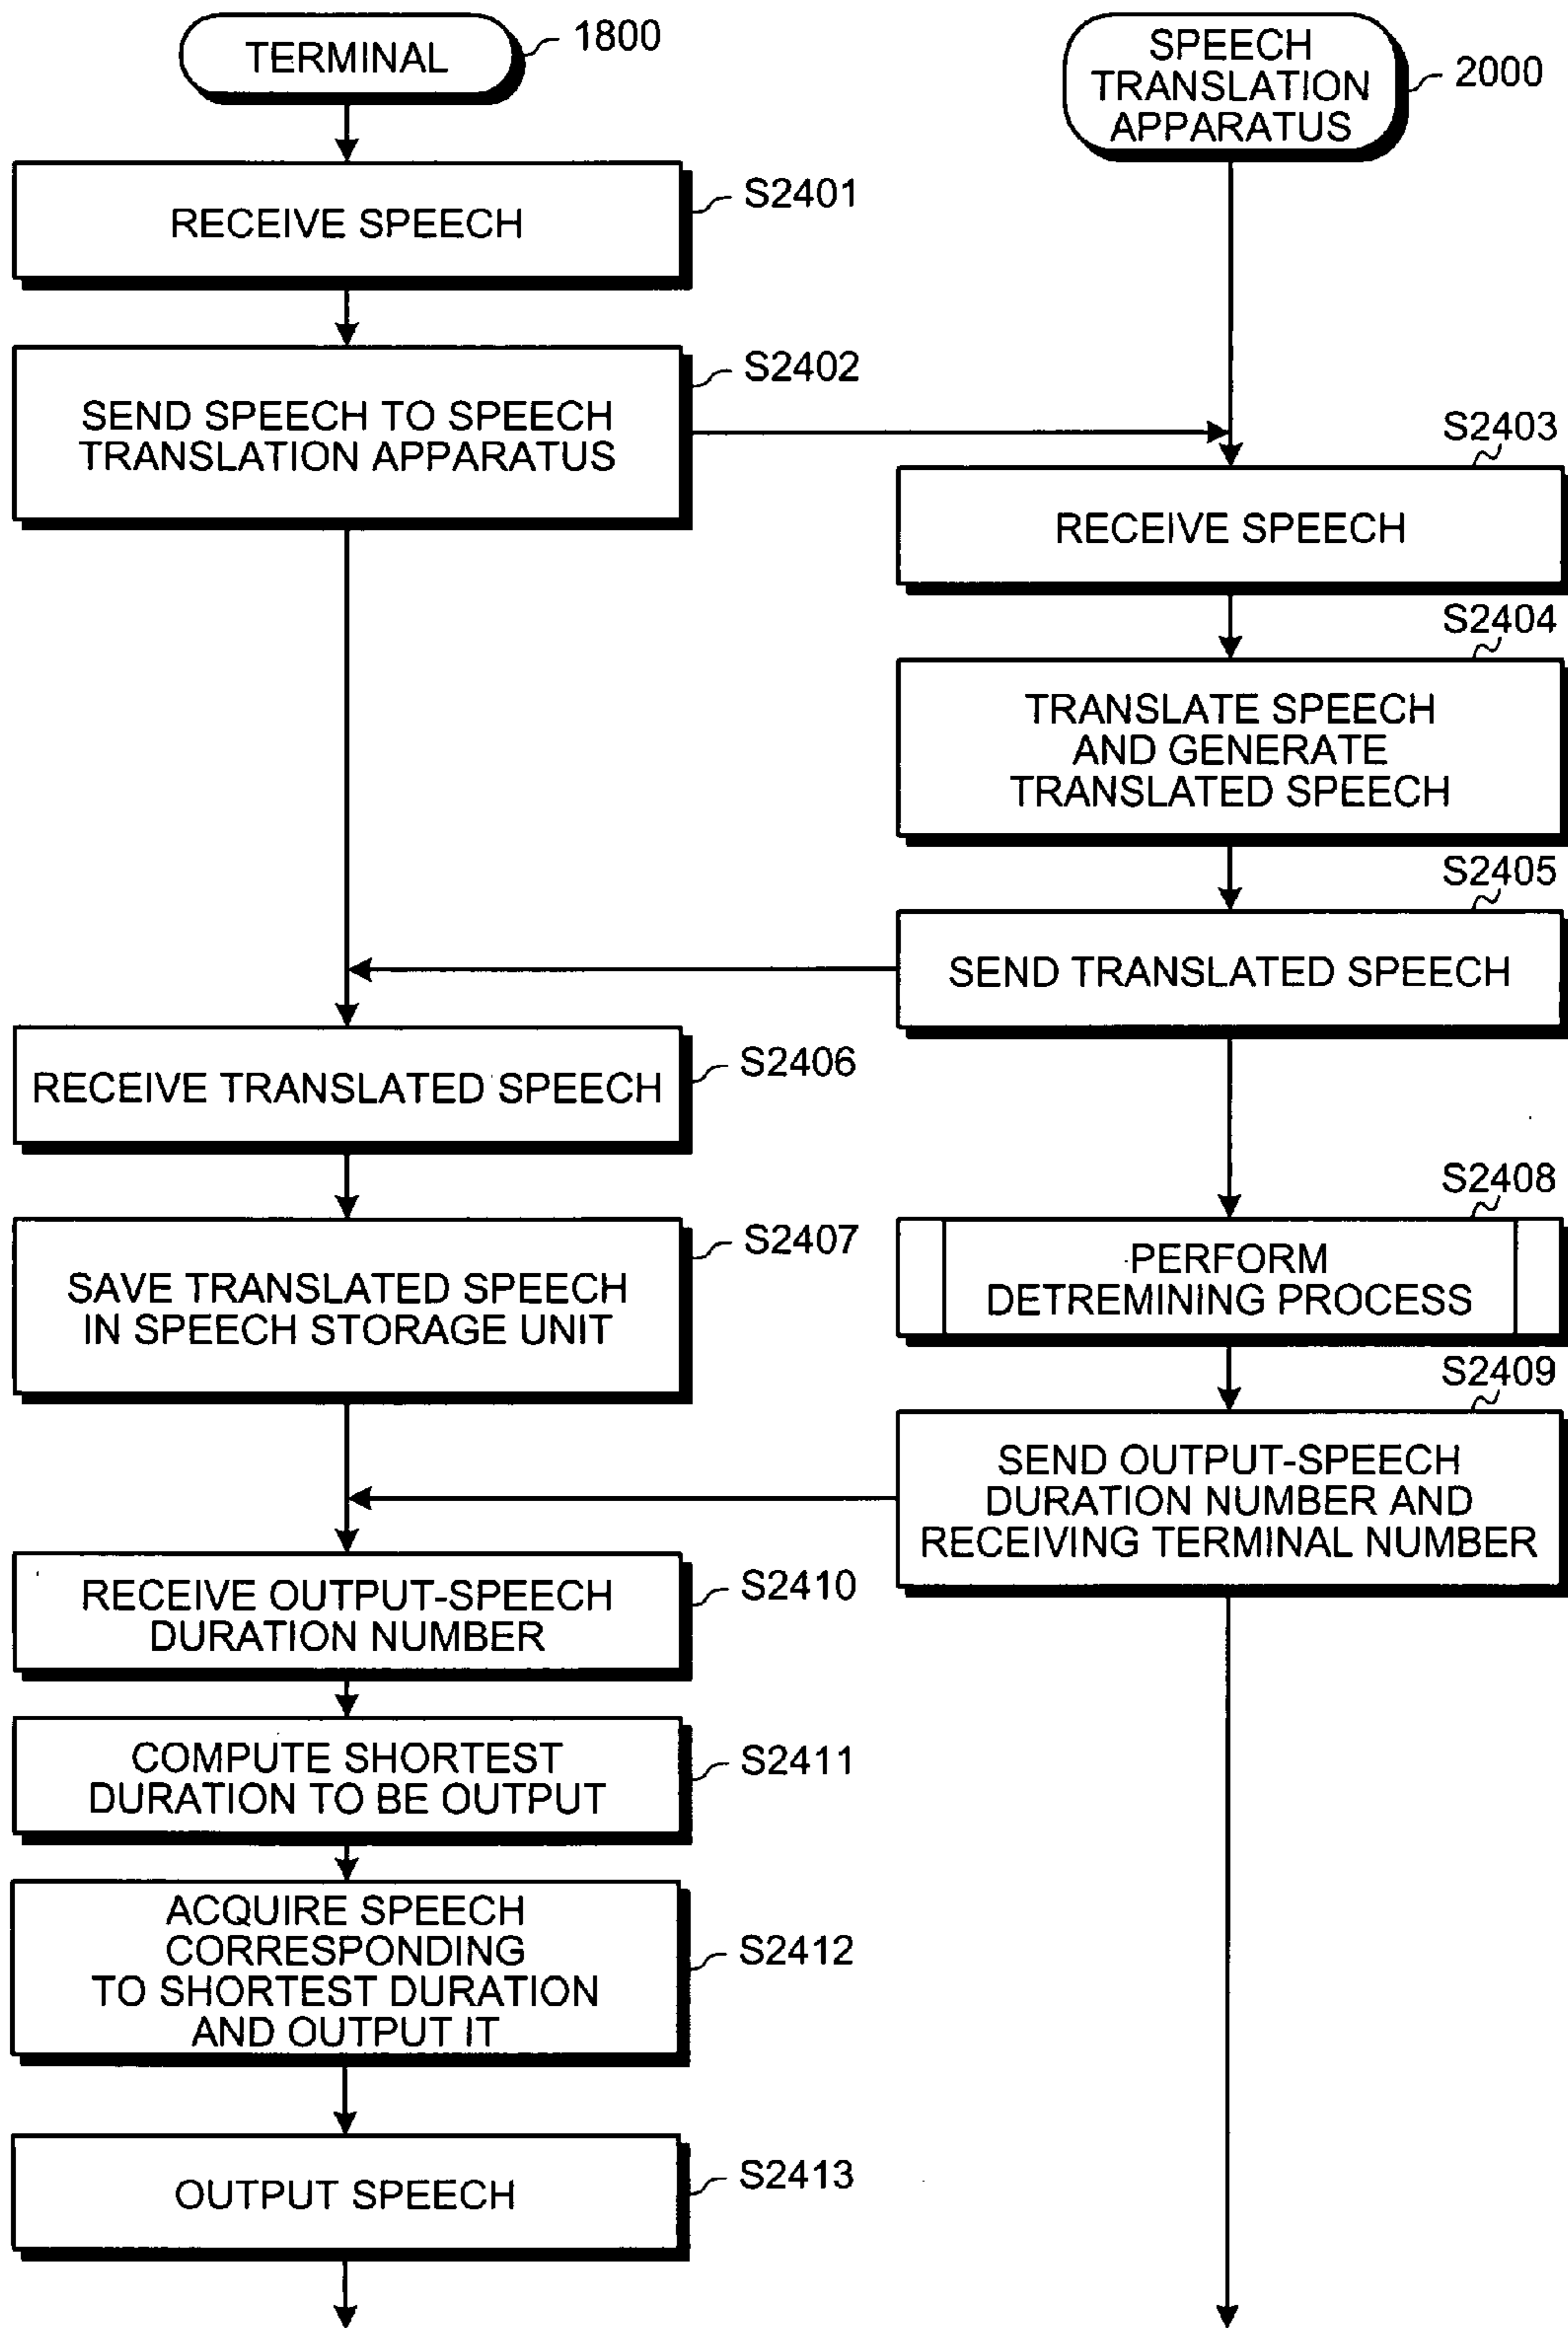 TERMINAL
1800
SPEECH
TRANSLATION
APPARATUS
2000
RECEIVE SPEECH
S2401
SEND SPEECH TO SPEECH
TRANSLATION APPARATUS
S2402
S2403
RECEIVE SPEECH
S2404
TRANSLATE SPEECH
AND GENERATE
TRANSLATED SPEECH
S2405
SEND TRANSLATED SPEECH
RECEIVE TRANSLATED SPEECH
S2406
SAVE TRANSLATED SPEECH
IN SPEECH STORAGE UNIT
S2407
S2408
PERFORM
DETREMINING PROCESS
S2409
SEND OUTPUT-SPEECH
DURATION NUMBER AND
RECEIVING TERMINAL NUMBER
RECEIVE OUTPUT-SPEECH
DURATION NUMBER
S2410
COMPUTE SHORTEST
DURATION TO BE OUTPUT
S2411
ACQUIRE SPEECH
CORRESPONDING
TO SHORTEST DURATION
AND OUTPUT IT
S2412
OUTPUT SPEECH
S2413